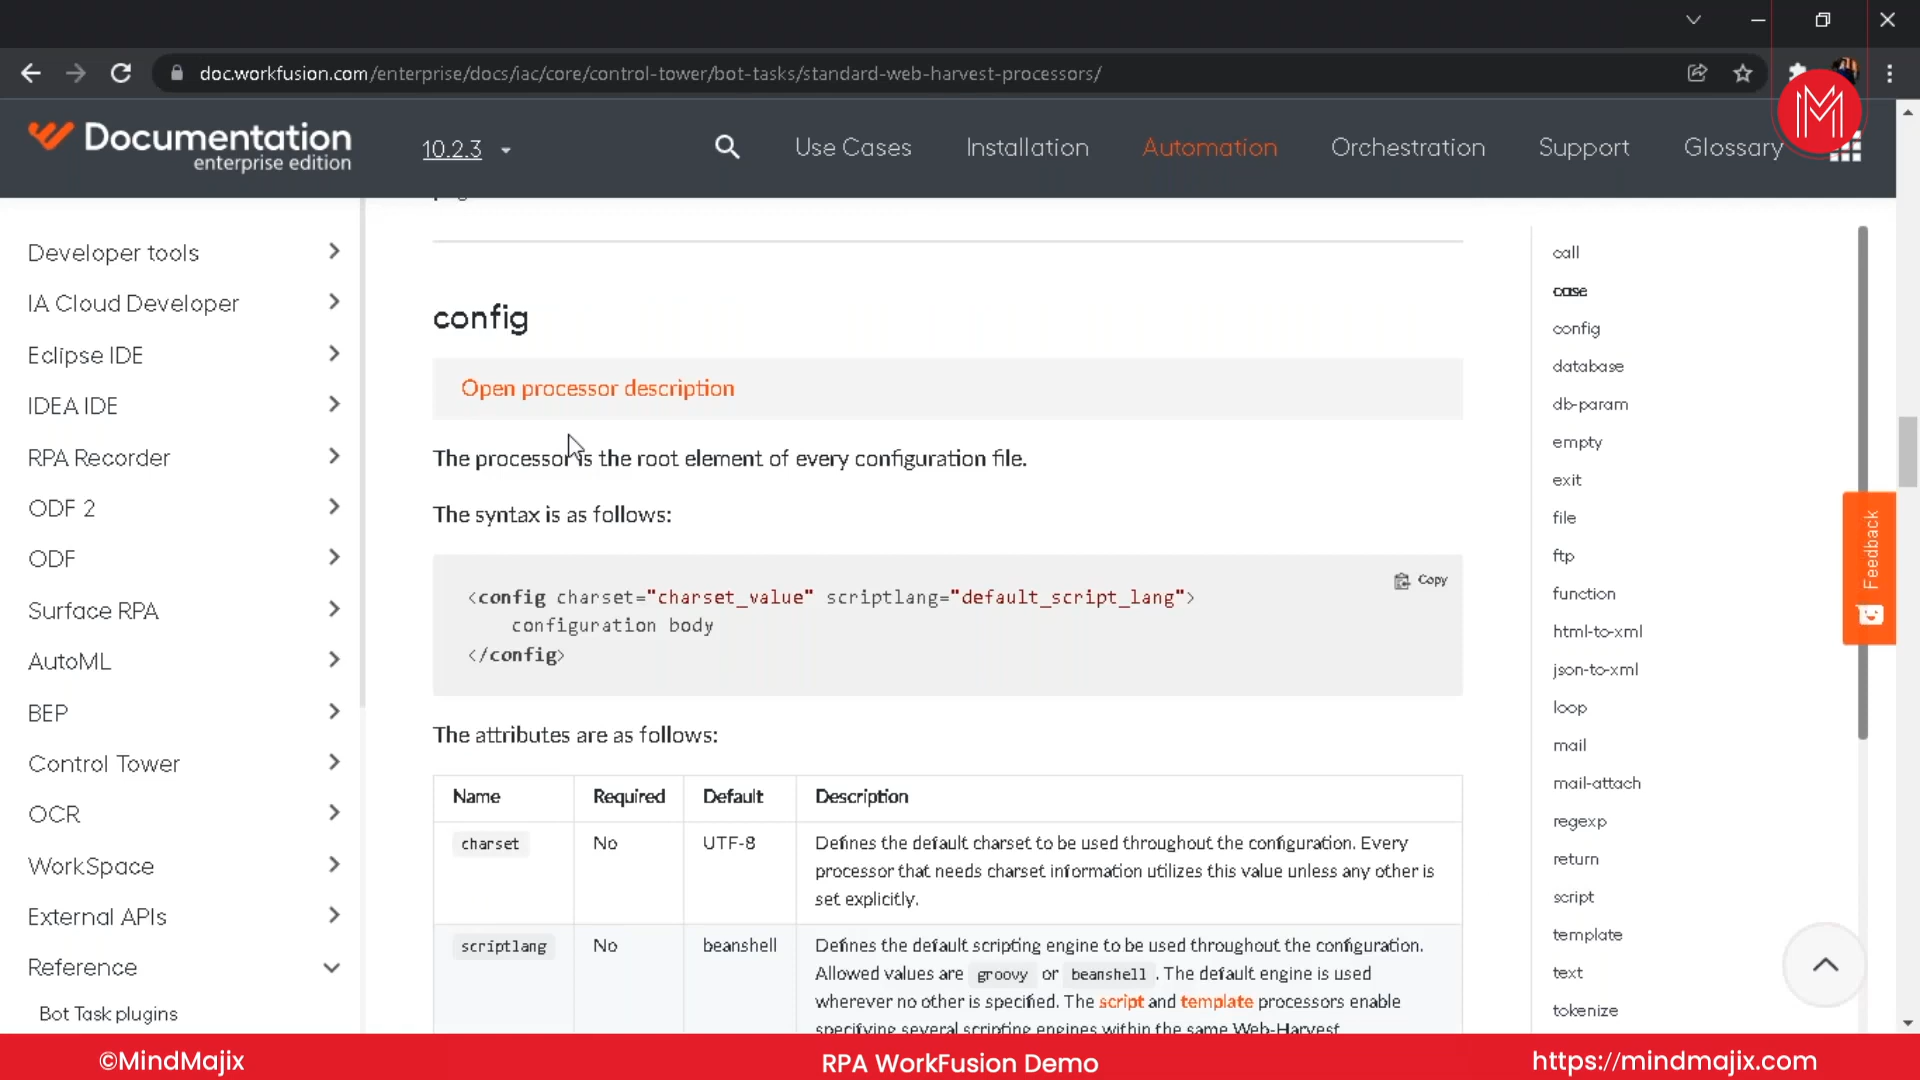 doc.workfusion.com/enterprise/docs/iac/core/control-tower/bot-tasks/standard-web-harvest-processors/
Documentation
enterprise edition
10.2.3
Use Cases
Installation
Automation
Orchestration
Support
Glossary
M
Developer tools
IA Cloud Developer
Eclipse IDE
IDEA IDE
RPA Recorder
ODF 2
ODF
Surface RPA
AutoML
BEP
Control Tower
OCR
WorkSpace
External APIs
Reference
Bot Task plugins
config
Open processor description
The processor is the root element of every configuration file.
The syntax is as follows:
Copy
<config charset="charset_value" scriptlang="default_script_lang">
configuration body
</config>
The attributes are as follows:
Name Required Default Description
charset No UTF-8 Defines the default charset to be used throughout the configuration. Every
processor that needs charset information utilizes this value unless any other is
set explicitly.
scriptlang No beanshell Defines the default scripting engine to be used throughout the configuration.
Allowed values are groovy or beanshell. The default engine is used
wherever no other is specified. The script and template processors enable
specifying several scripting engines within the same Web-Harvest
call
case
config
database
db-param
empty
exit
file
ftp
function
html-to-xml
json-to-xml
loop
mail
mail-attach
regexp
return
script
template
text
tokenize
Feedback
©MindMajix
RPA WorkFusion Demo
https://mindmajix.com